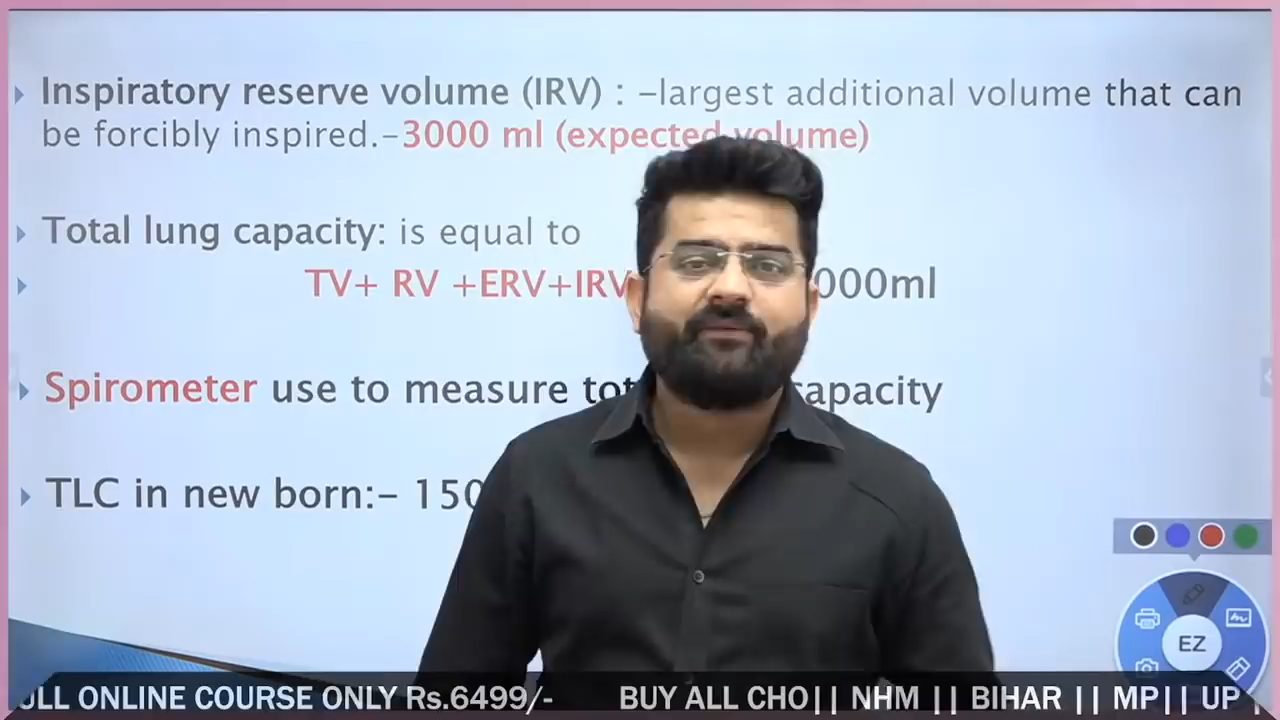 Inspiratory reserve volume (IRV) : -largest additional volume that can
be forcibly inspired.-3000 ml (expected volume)
Total lung capacity: is equal to
TV+ RV +ERV+IRV 000ml
Spirometer use to measure capacity
TLC in new born:- 150
EZ
ONLINE COURSE ONLY Rs.6499/- BUY ALL CHO|| NHM || BIHAR || MP|| UP